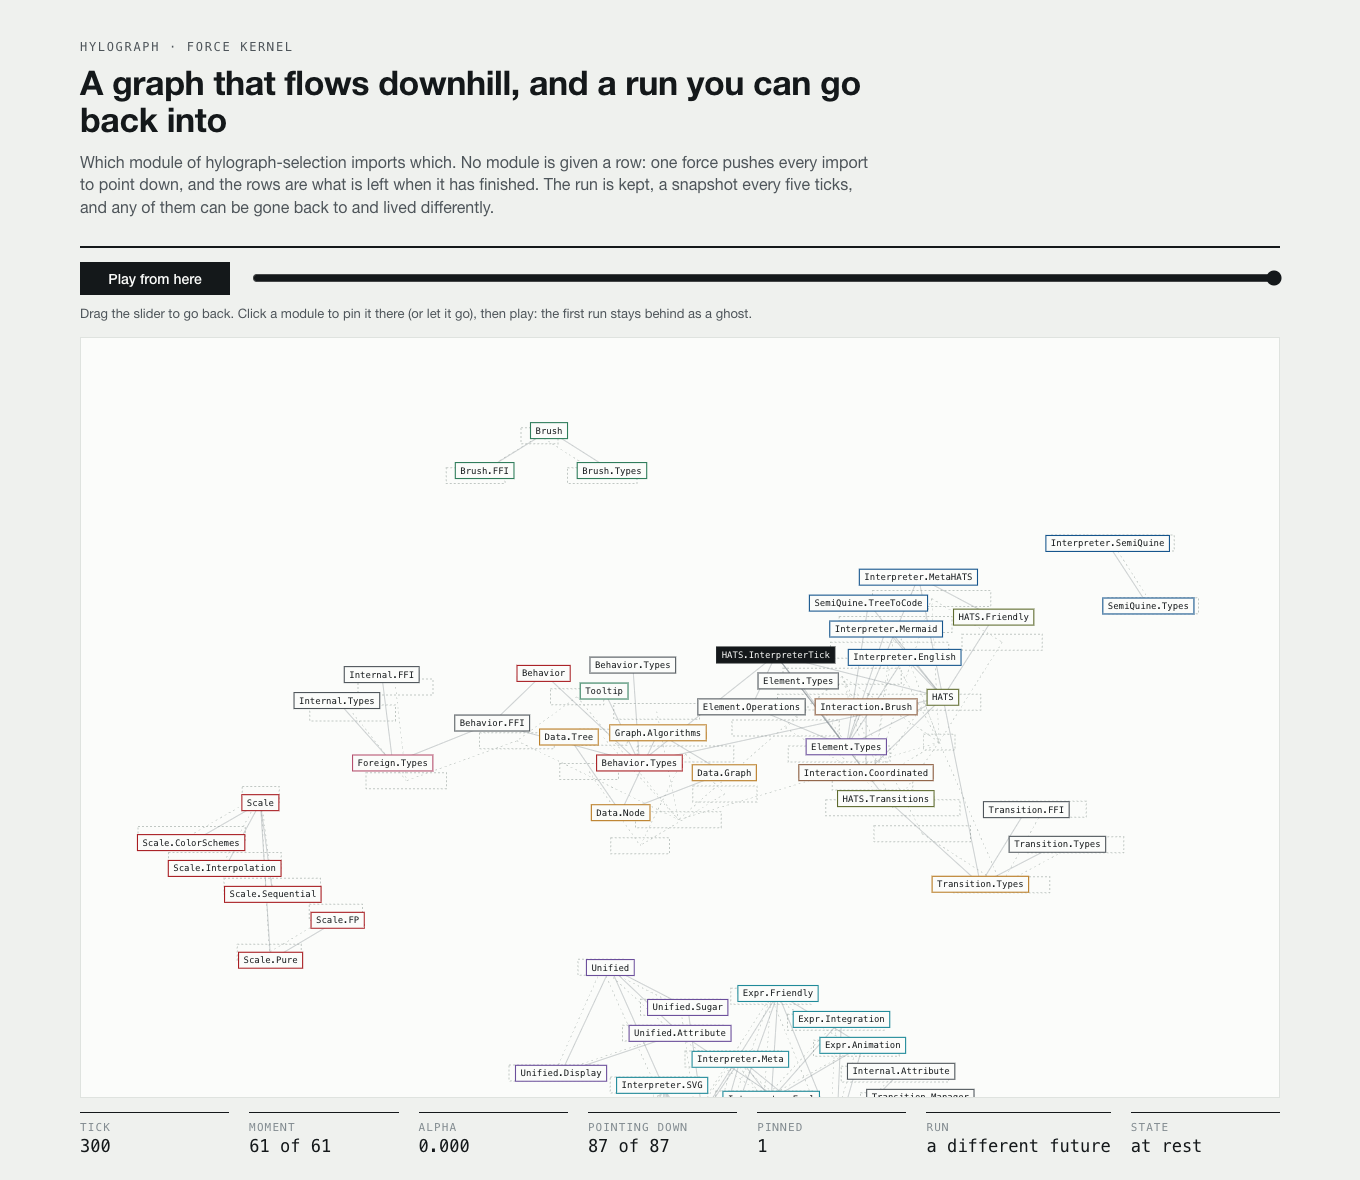 HYLOGRAPH · FORCE KERNEL
A graph that flows downhill, and a run you can go
back into
Which module of hylograph-selection imports which. No module is given a row: one force pushes every import
to point down, and the rows are what is left when it has finished. The run is kept, a snapshot every five ticks,
and any of them can be gone back to and lived differently.
Play from here
Drag the slider to go back. Click a module to pin it there (or let it go), then play: the first run stays behind as a ghost.
Brush
Brush.FFI
Brush.Types
Interpreter.SemiQuine
Interpreter.MetaHATS
SemiQuine.TreeToCode
SemiQuine.Types
HATS.Friendly
Interpreter.Mermaid
HATS.InterpreterTick
Interpreter.English
Behavior.Types
Internal.FFI
Behavior
Element.Types
Tooltip
HATS
Internal.Types
Element.Operations
Interaction.Brush
Behavior.FFI
Graph.Algorithms
Data.Tree
Element.Types
Foreign.Types
Behavior.Types
Data.Graph
Interaction.Coordinated
HATS.Transitions
Scale
Transition.FFI
Data.Node
Scale.ColorSchemes
Transition.Types
Scale.Interpolation
Transition.Types
Scale.Sequential
Scale.FP
Scale.Pure
Unified
Expr.Friendly
Unified.Sugar
Expr.Integration
Unified.Attribute
Expr.Animation
Interpreter.Meta
Unified.Display
Internal.Attribute
Interpreter.SVG
TICK
300
MOMENT
61 of 61
ALPHA
0.000
POINTING DOWN
87 of 87
PINNED
1
RUN
a different future
STATE
at rest